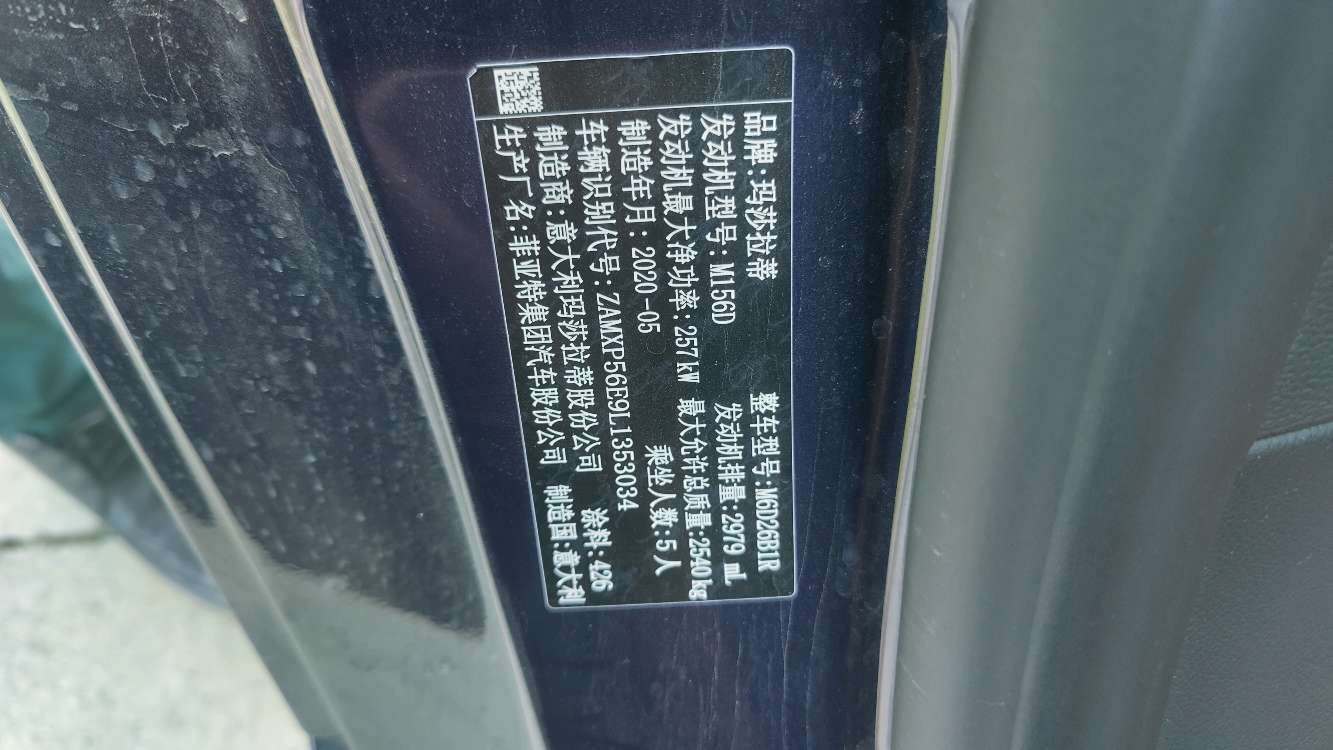 品牌:玛莎拉蒂 整车型号:M6D26B1R
发动机型号:M156D 发动机排量:2979 mL
发动机最大净功率:257kW 最大允许总质量:2540kg
制造年月:2020-05 乘坐人数:5人
车辆识别代号:ZAMXP56E9L1353034
制造商:意大利玛莎拉蒂股份公司 涂料:426
生产厂名:菲亚特集团汽车股份公司 制造国:意大利